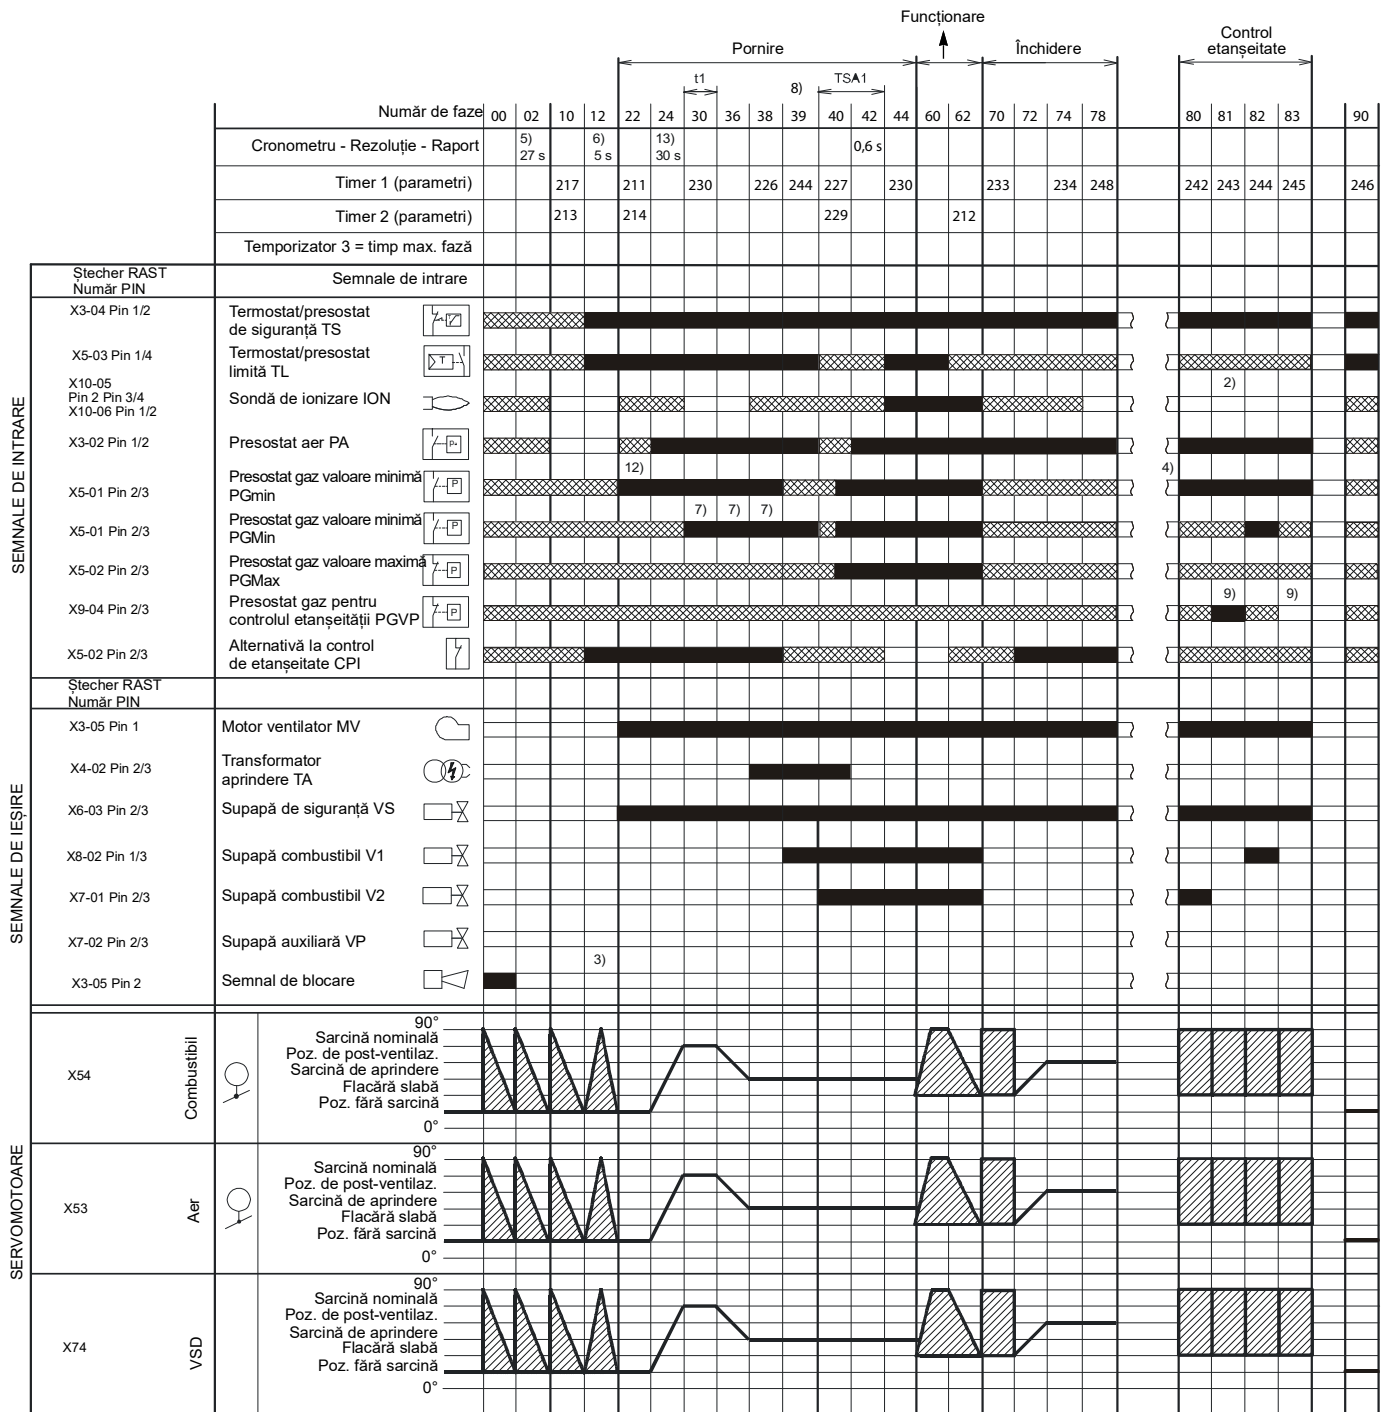 Funcționare
Pornire
Închidere
Control
etanșeitate
t1
8)
TSA1
Număr de faze 00 02 10 12 22 24 30 36 38 39 40 42 44 60 62 70 72 74 78 80 81 82 83 90
Cronometru - Rezoluție - Raport 5) 27 s 6) 5 s 13) 30 s 0,6 s
Timer 1 (parametri) 217 211 230 226 244 227 230 233 234 248 242 243 244 245 246
Timer 2 (parametri) 213 214 229 212
Temporizator 3 = timp max. fază
Ștecher RAST
Număr PIN
Semnale de intrare
SEMNALE DE INTRARE
X3-04 Pin 1/2
Termostat/presostat
de siguranță TS
X5-03 Pin 1/4
Termostat/presostat
limită TL
T
2)
X10-05
Pin 2 Pin 3/4
X10-06 Pin 1/2
Sondă de ionizare ION
X3-02 Pin 1/2
Presostat aer PA
P
12)
4)
X5-01 Pin 2/3
Presostat gaz valoare minimă
PGmin
P
7) 7) 7)
X5-01 Pin 2/3
Presostat gaz valoare minimă
PGMin
P
X5-02 Pin 2/3
Presostat gaz valoare maximă
PGMax
P
9) 9)
X9-04 Pin 2/3
Presostat gaz pentru
controlul etanșeității PGVP
P
X5-02 Pin 2/3
Alternativă la control
de etanșeitate CPI
Ștecher RAST
Număr PIN
SEMNALE DE IEȘIRE
X3-05 Pin 1
Motor ventilator MV
X4-02 Pin 2/3
Transformator
aprindere TA
X6-03 Pin 2/3
Supapă de siguranță VS
X8-02 Pin 1/3
Supapă combustibil V1
X7-01 Pin 2/3
Supapă combustibil V2
X7-02 Pin 2/3
Supapă auxiliară VP
3)
X3-05 Pin 2
Semnal de blocare
SERVOMOTOARE
X54
Combustibil
90°
Sarcină nominală
Poz. de post-ventilaz.
Sarcină de aprindere
Flacără slabă
Poz. fără sarcină
0°
X53
Aer
90°
Sarcină nominală
Poz. de post-ventilaz.
Sarcină de aprindere
Flacără slabă
Poz. fără sarcină
0°
X74
VSD
90°
Sarcină nominală
Poz. de post-ventilaz.
Sarcină de aprindere
Flacără slabă
Poz. fără sarcină
0°